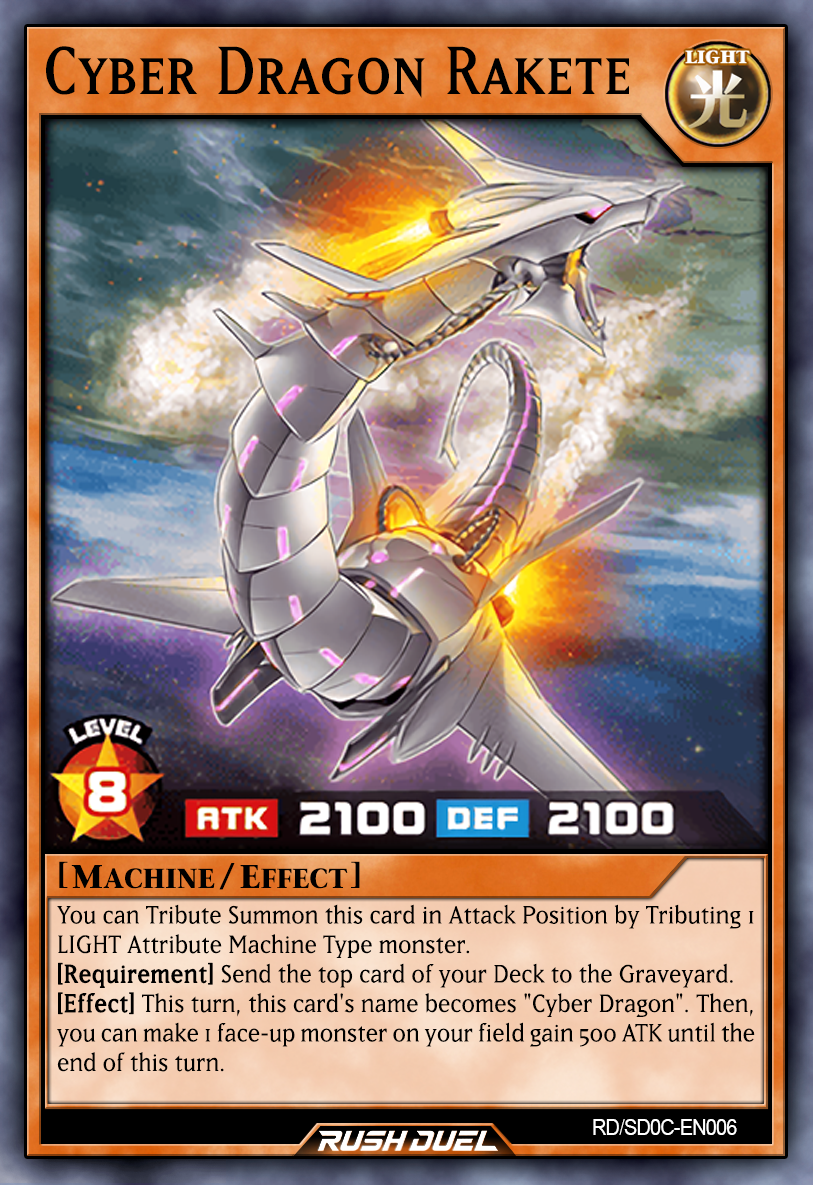 CYBER DRAGON RAKETE
LIGHT
光
LEVEL
8
ATK 2100 DEF 2100
[MACHINE/EFFECT]
You can Tribute Summon this card in Attack Position by Tributing 1
LIGHT Attribute Machine Type monster.
[Requirement] Send the top card of your Deck to the Graveyard.
[Effect] This turn, this card's name becomes "Cyber Dragon". Then,
you can make 1 face-up monster on your field gain 500 ATK until the
end of this turn.
RD/SD0C-EN006
RUSH DUEL